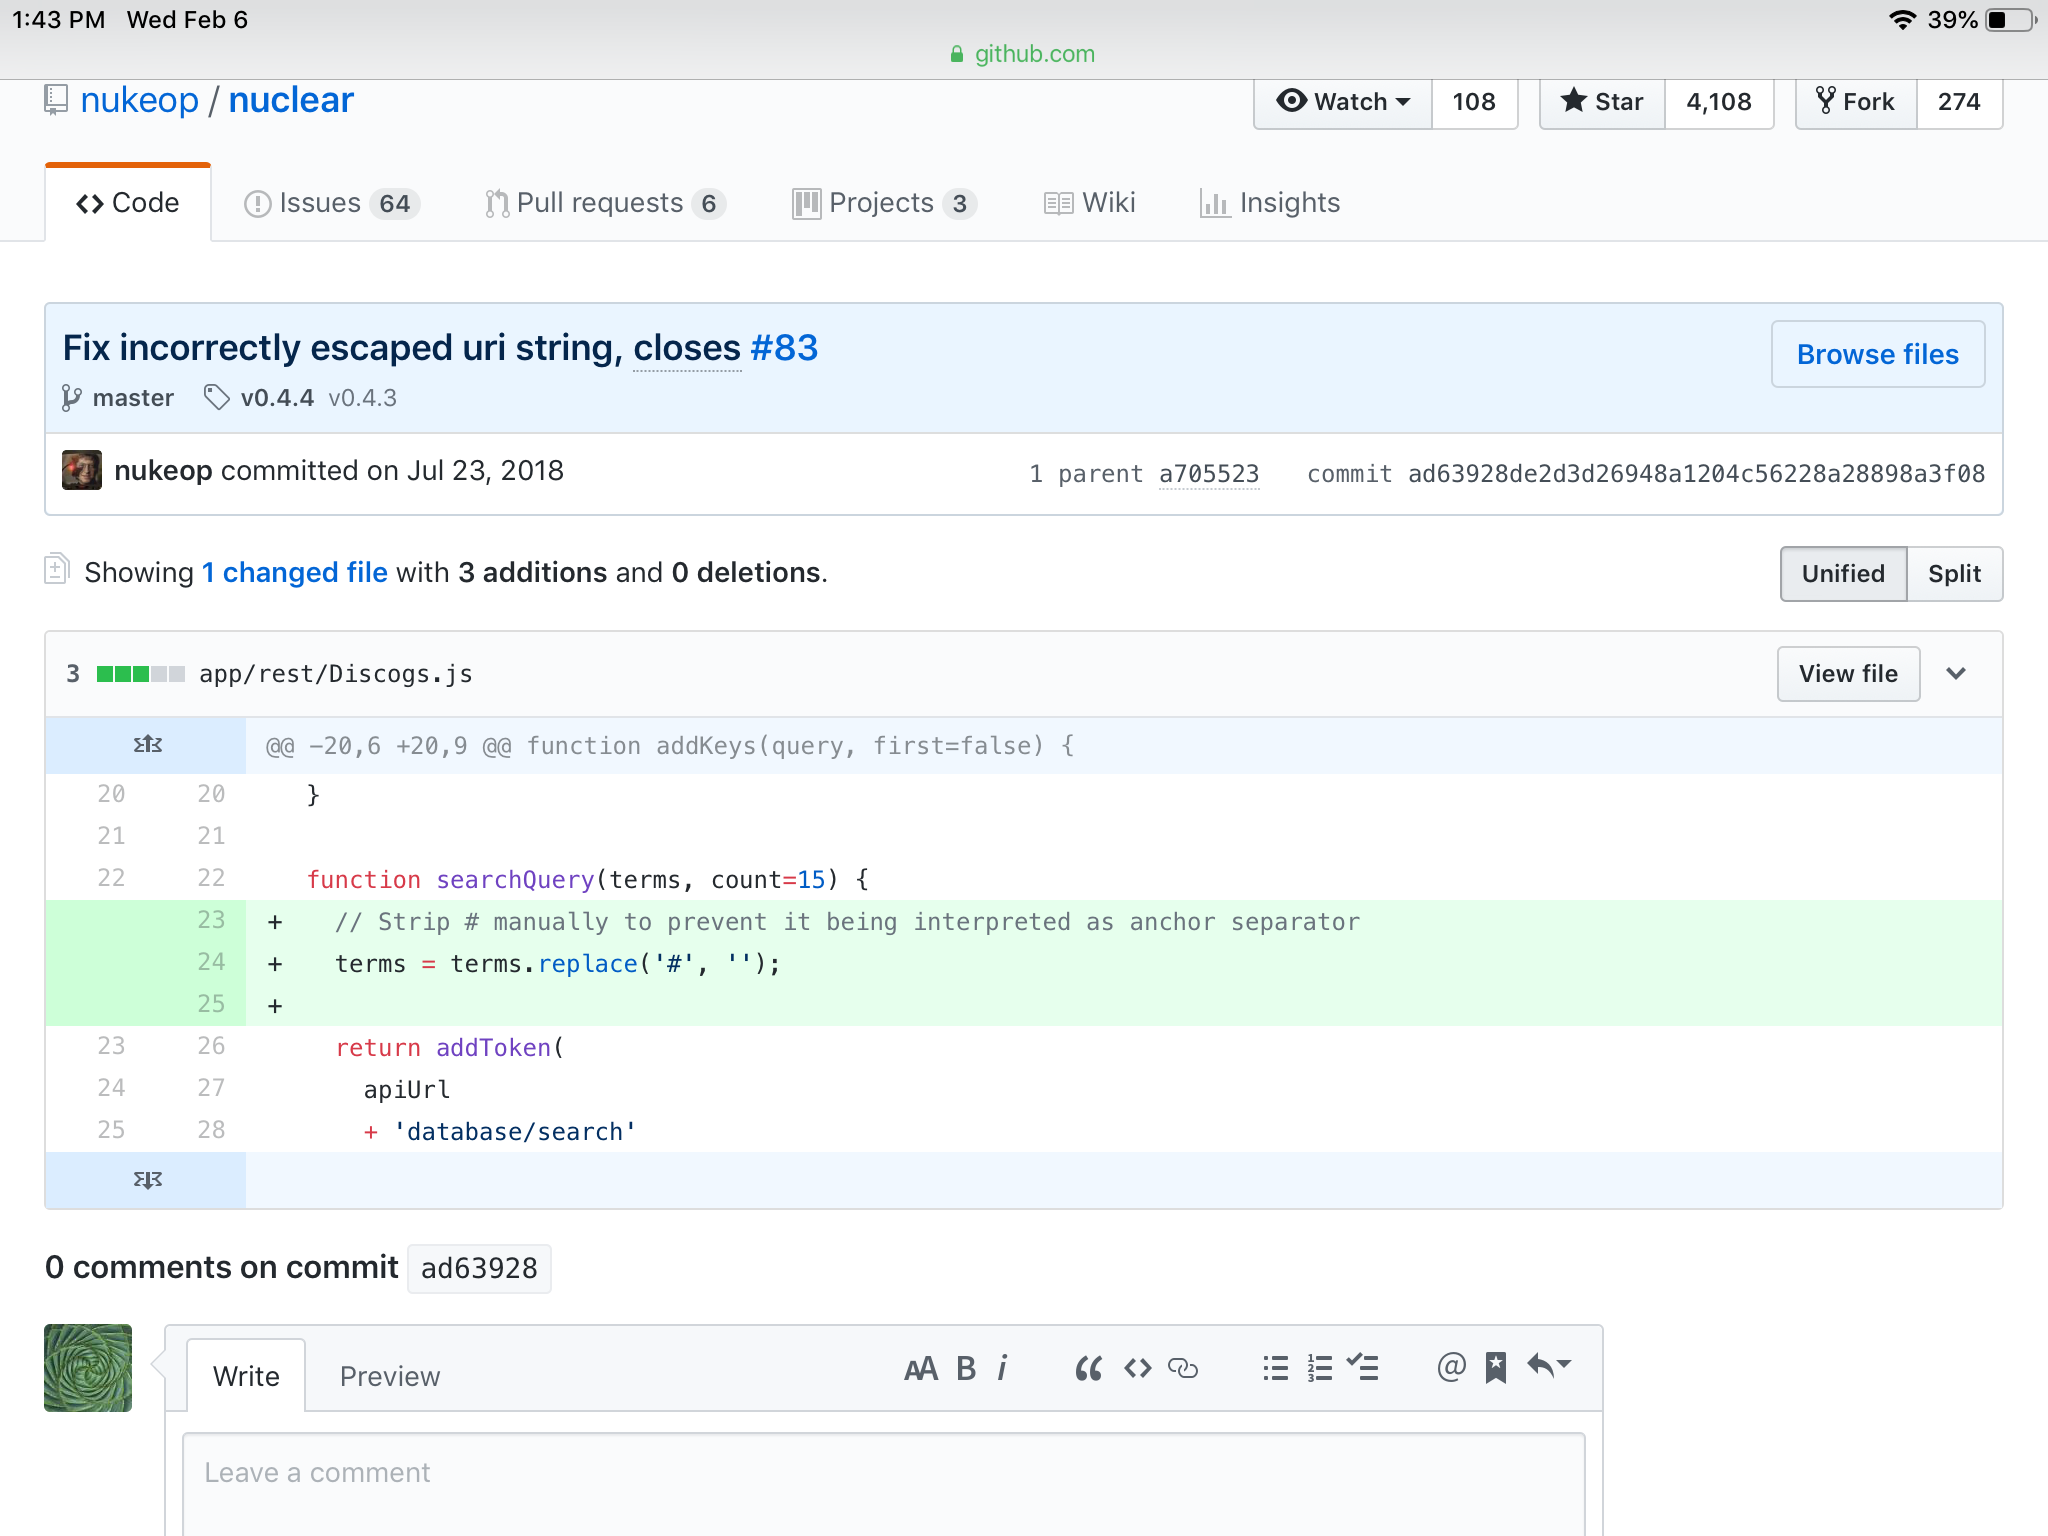 1:43 PM Wed Feb 6 39%
github.com
nukeop / nuclear Watch 108 Star 4,108 Fork 274
Code Issues 64 Pull requests 6 Projects 3 Wiki Insights
Fix incorrectly escaped uri string, closes #83 Browse files
master v0.4.4 v0.4.3
nukeop committed on Jul 23, 2018 1 parent a705523 commit ad63928de2d3d26948a1204c56228a28898a3f08
Showing 1 changed file with 3 additions and 0 deletions. Unified Split
3 app/rest/Discogs.js View file
@@ -20,6 +20,9 @@ function addKeys(query, first=false) {
20 20 }
21 21
22 22 function searchQuery(terms, count=15) {
23 + // Strip # manually to prevent it being interpreted as anchor separator
24 + terms = terms.replace('#', '');
25 +
23 26 return addToken(
24 27 apiUrl
25 28 + 'database/search'
0 comments on commit ad63928
Write Preview AA B i
Leave a comment